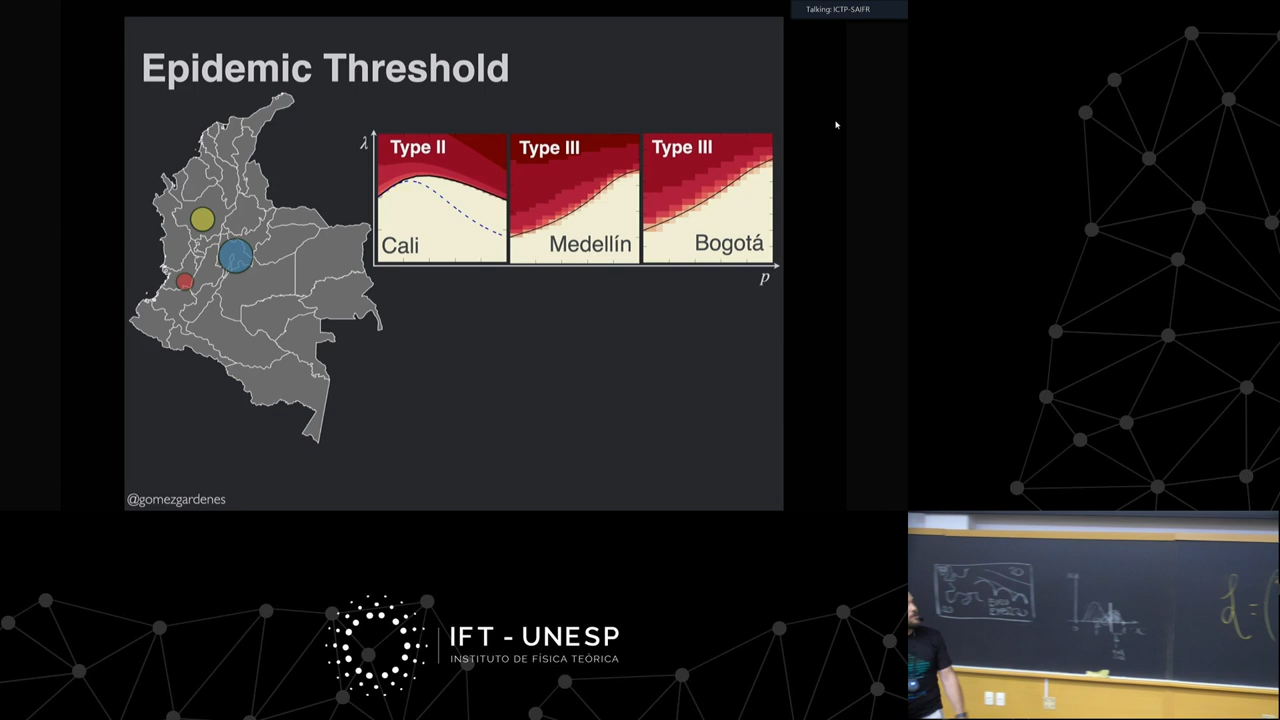 Talking: ICTP-SAIFR
Epidemic Threshold
λ
Type II
Type III
Type III
Cali
Medellín
Bogotá
p
@gomezgardenes
IFT - UNESP
INSTITUTO DE FÍSICA TEÓRICA